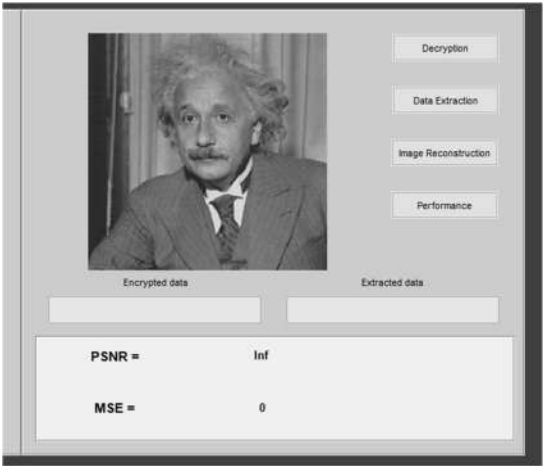 Decryption
Data Extraction
Image Reconstruction
Performance
Encrypted data
Extracted data
PSNR = Inf
MSE = 0